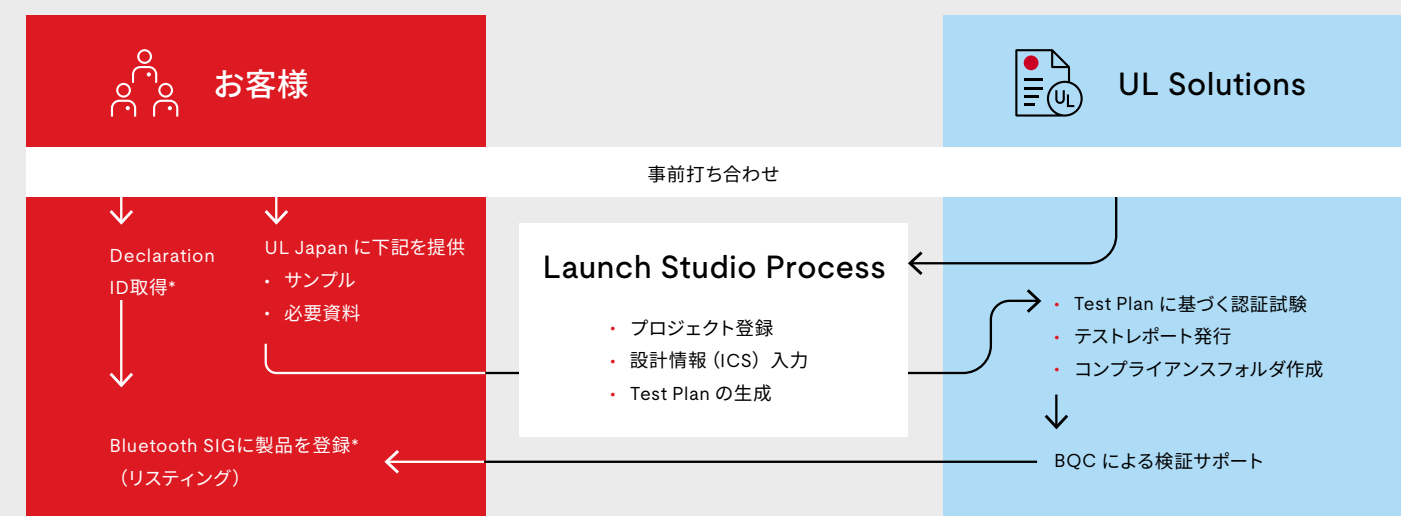 お客様
UL
UL Solutions
事前打ち合わせ
Declaration
ID取得*
UL Japan に下記を提供
・ サンプル
・ 必要資料
Launch Studio Process
・ プロジェクト登録
・ 設計情報（ICS）入力
・ Test Plan の生成
・ Test Plan に基づく認証試験
・ テストレポート発行
・ コンプライアンスフォルダ作成
BQC による検証サポート
Bluetooth SIGに製品を登録*
（リスティング）